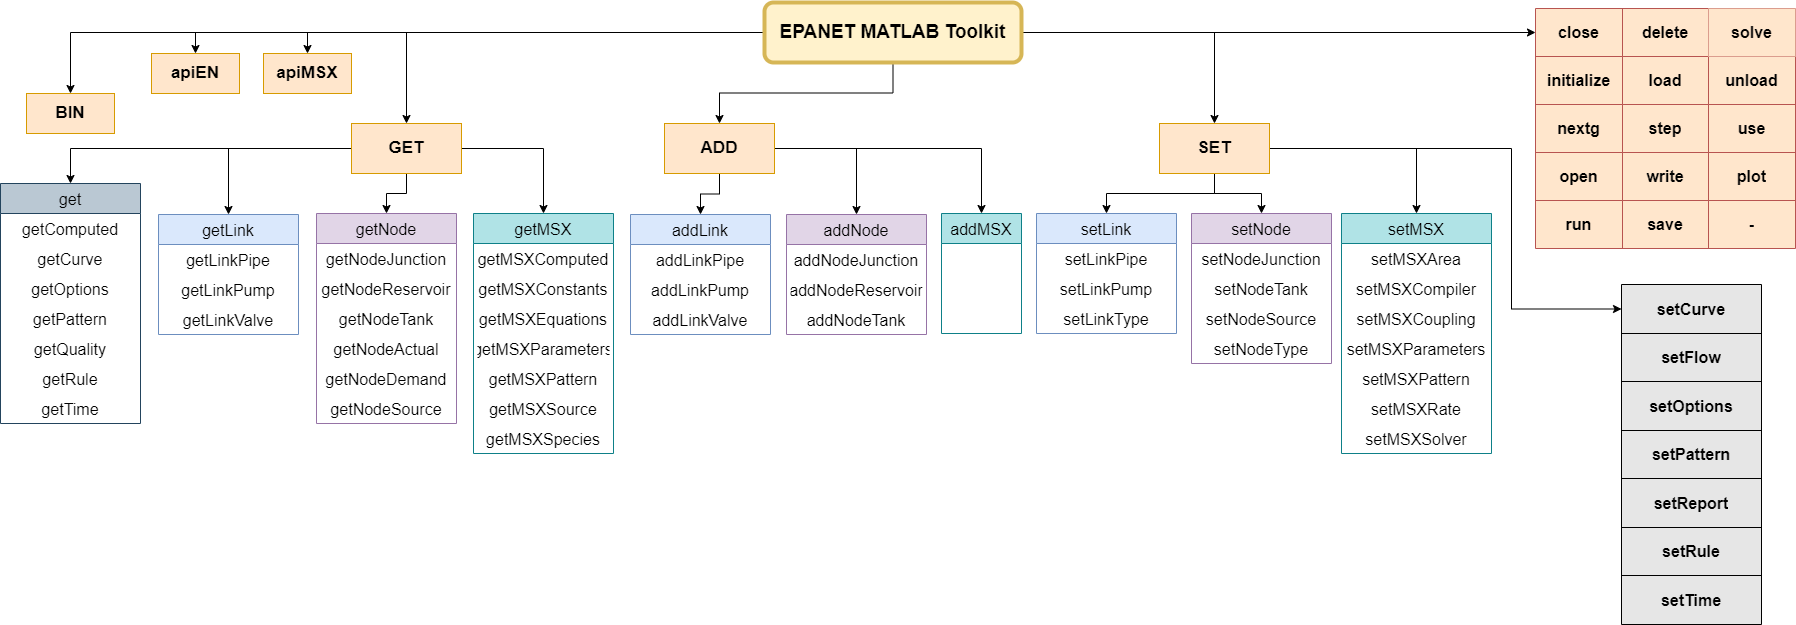 EPANET MATLAB Toolkit
close delete solve
initialize load unload
nextg step use
open write plot
run save -
apiEN
apiMSX
BIN
GET
ADD
SET
get
getComputed
getCurve
getOptions
getPattern
getQuality
getRule
getTime
getLink
getLinkPipe
getLinkPump
getLinkValve
getNode
getNodeJunction
getNodeReservoir
getNodeTank
getNodeActual
getNodeDemand
getNodeSource
getMSX
getMSXComputed
getMSXConstants
getMSXEquations
getMSXParameters
getMSXPattern
getMSXSource
getMSXSpecies
addLink
addLinkPipe
addLinkPump
addLinkValve
addNode
addNodeJunction
addNodeReservoir
addNodeTank
addMSX
setLink
setLinkPipe
setLinkPump
setLinkType
setNode
setNodeJunction
setNodeTank
setNodeSource
setNodeType
setMSX
setMSXArea
setMSXCompiler
setMSXCoupling
setMSXParameters
setMSXPattern
setMSXRate
setMSXSolver
setCurve
setFlow
setOptions
setPattern
setReport
setRule
setTime